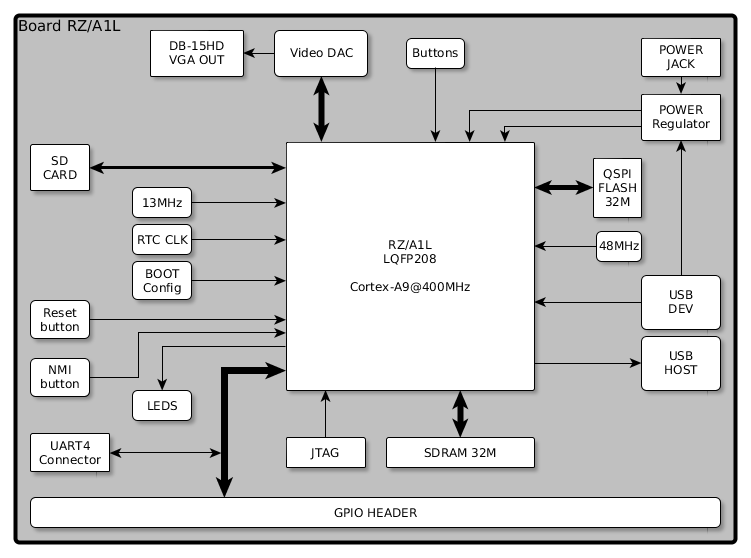 Board RZ/A1L
DB-15HD
VGA OUT
Video DAC
Buttons
POWER
JACK
POWER
Regulator
SD
CARD
QSPI
FLASH
32M
13MHz
RTC CLK
BOOT
Config
RZ/A1L
LQFP208
Cortex-A9@400MHz
48MHz
USB
DEV
Reset
button
USB
HOST
NMI
button
LEDS
UART4
Connector
JTAG
SDRAM 32M
GPIO HEADER